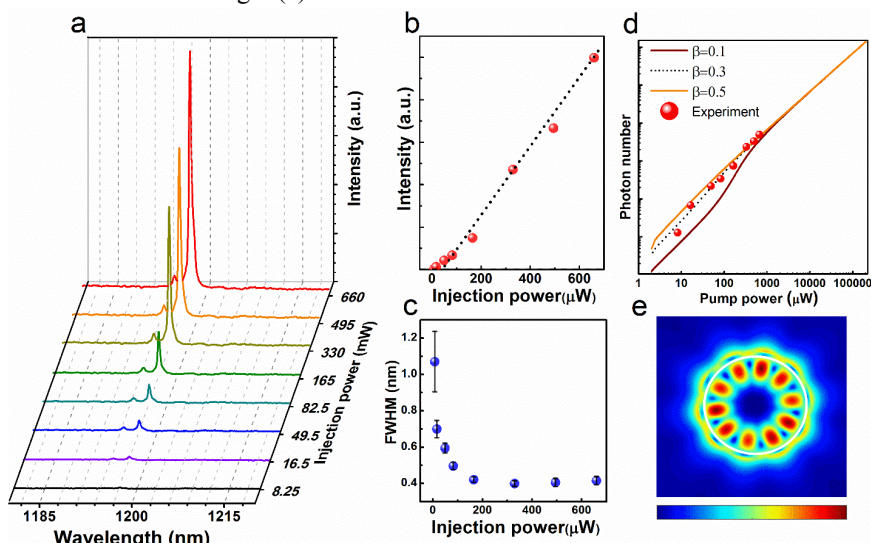 a
Intensity (a.u.)
660
495
330
165
82.5
49.5
16.5
8.25
Injection power (mW)
1185
1200
1215
Wavelength (nm)
b
Intensity (a.u.)
0
200
400
600
Injection power(μW)
c
1.2
1.0
0.8
0.6
0.4
FWHM (nm)
0
200
400
600
Injection power(μW)
d
β=0.1
β=0.3
β=0.5
Experiment
Photon number
1
10
100
1000
10000
100000
Pump power (μW)
e